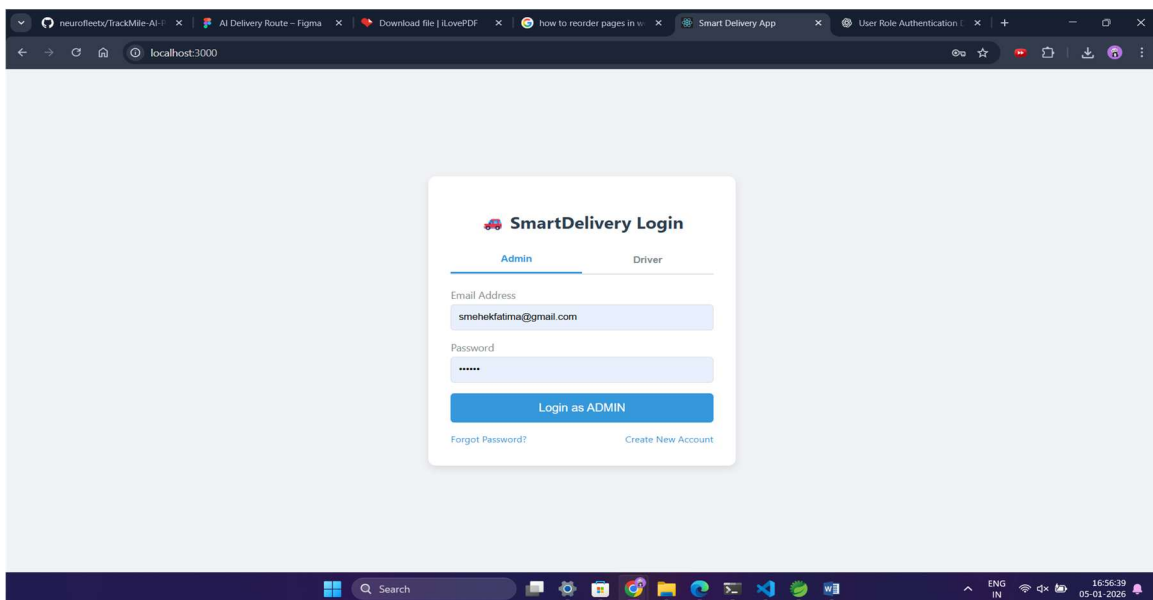 neurofleetx/TrackMile-AI-
AI Delivery Route – Figma
Download file | iLovePDF
how to reorder pages in w
Smart Delivery App
User Role Authentication
localhost:3000
SmartDelivery Login
Admin
Driver
Email Address
smehekfatima@gmail.com
Password
Login as ADMIN
Forgot Password?
Create New Account
Search
ENG
IN
16:56:39
05-01-2026